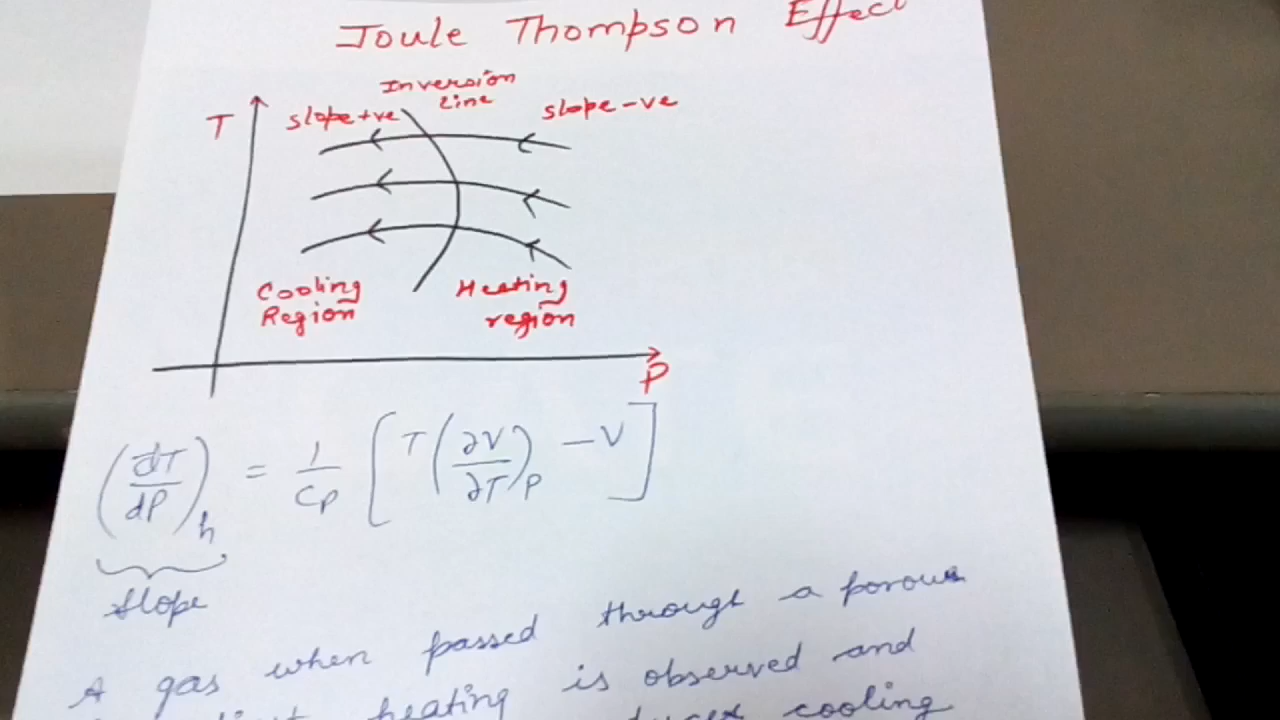 Joule Thompson Effect
Inversion
Line
T
slope+ve
slope-ve
Cooling
Region
Heating
region
P
(dT/dP)h = 1/CP [T(∂V/∂T)P - V]
slope
A gas when passed through a porous
heating is observed and
cooling